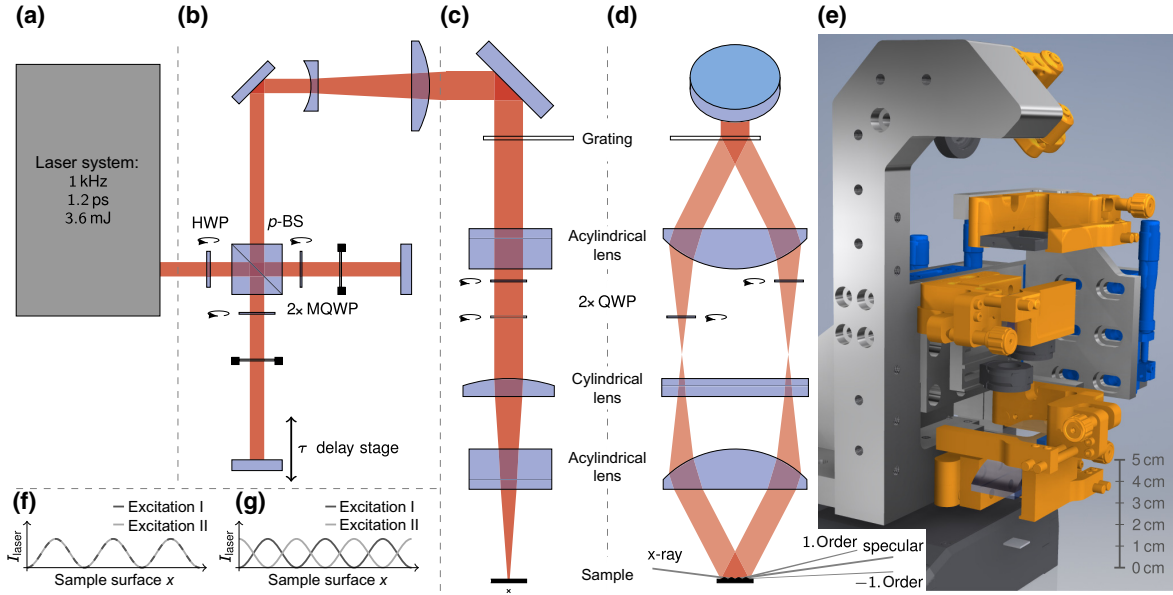 (a)
(b)
(c)
(d)
(e)
Laser system:
1 kHz
1.2 ps
3.6 mJ
HWP
p-BS
2× MQWP
τ delay stage
Grating
Acylindrical
lens
2× QWP
Cylindrical
lens
Acylindrical
lens
Sample
x
x-ray
1.Order
specular
−1.Order
5 cm
4 cm
3 cm
2 cm
1 cm
0 cm
(f)
Excitation I
Excitation II
I laser
Sample surface x
(g)
Excitation I
Excitation II
I laser
Sample surface x